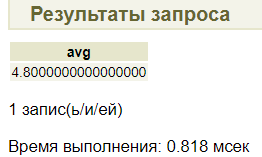 Результаты запроса
avg
4.8000000000000000
1 запис(ь/и/ей)
Время выполнения: 0.818 мсек